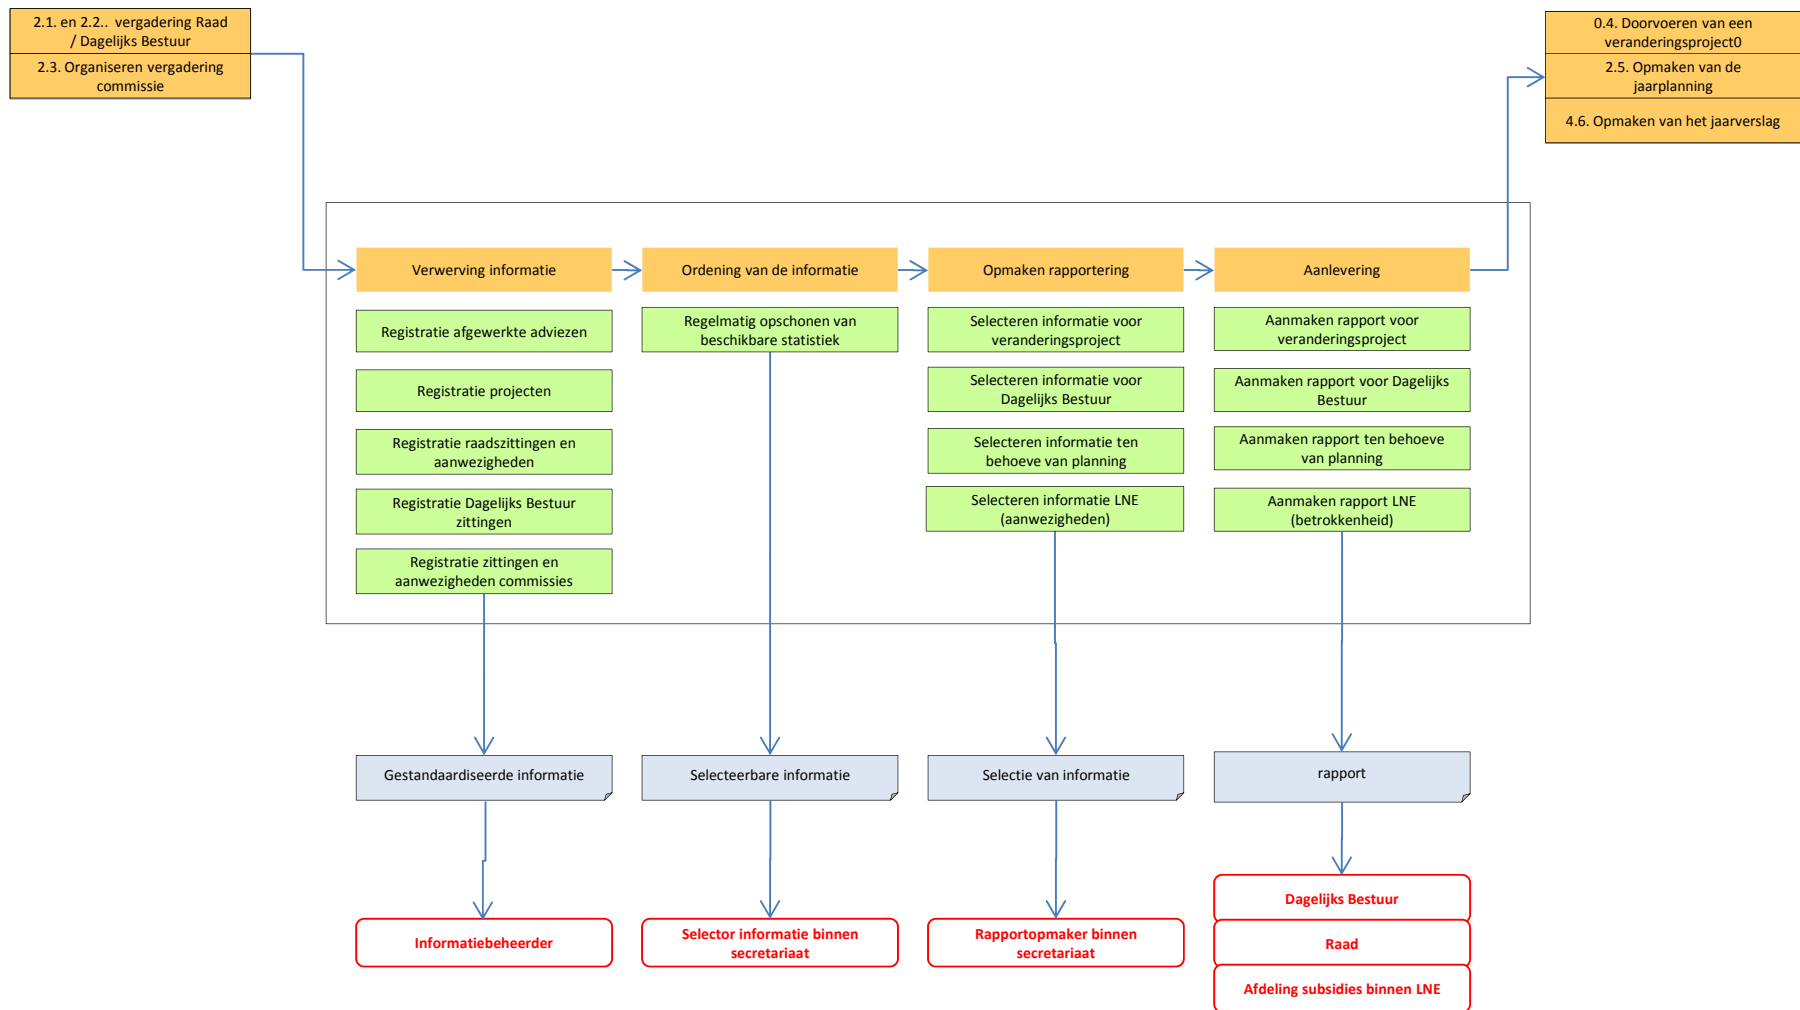 2.1. en 2.2.. vergadering Raad
/ Dagelijks Bestuur
2.3. Organiseren vergadering
commissie
0.4. Doorvoeren van een
veranderingsproject0
2.5. Opmaken van de
jaarplanning
4.6. Opmaken van het jaarverslag
Verwerving informatie
Ordening van de informatie
Opmaken rapportering
Aanlevering
Registratie afgewerkte adviezen
Registratie projecten
Registratie raadszittingen en
aanwezigheden
Registratie Dagelijks Bestuur
zittingen
Registratie zittingen en
aanwezigheden commissies
Regelmatig opschonen van
beschikbare statistiek
Selecteren informatie voor
veranderingsproject
Selecteren informatie voor
Dagelijks Bestuur
Selecteren informatie ten
behoeve van planning
Selecteren informatie LNE
(aanwezigheden)
Aanmaken rapport voor
veranderingsproject
Aanmaken rapport voor Dagelijks
Bestuur
Aanmaken rapport ten behoeve
van planning
Aanmaken rapport LNE
(betrokkenheid)
Gestandaardiseerde informatie
Selecteerbare informatie
Selectie van informatie
rapport
Informatiebeheerder
Selector informatie binnen
secretariaat
Rapportopmaker binnen
secretariaat
Dagelijks Bestuur
Raad
Afdeling subsidies binnen LNE